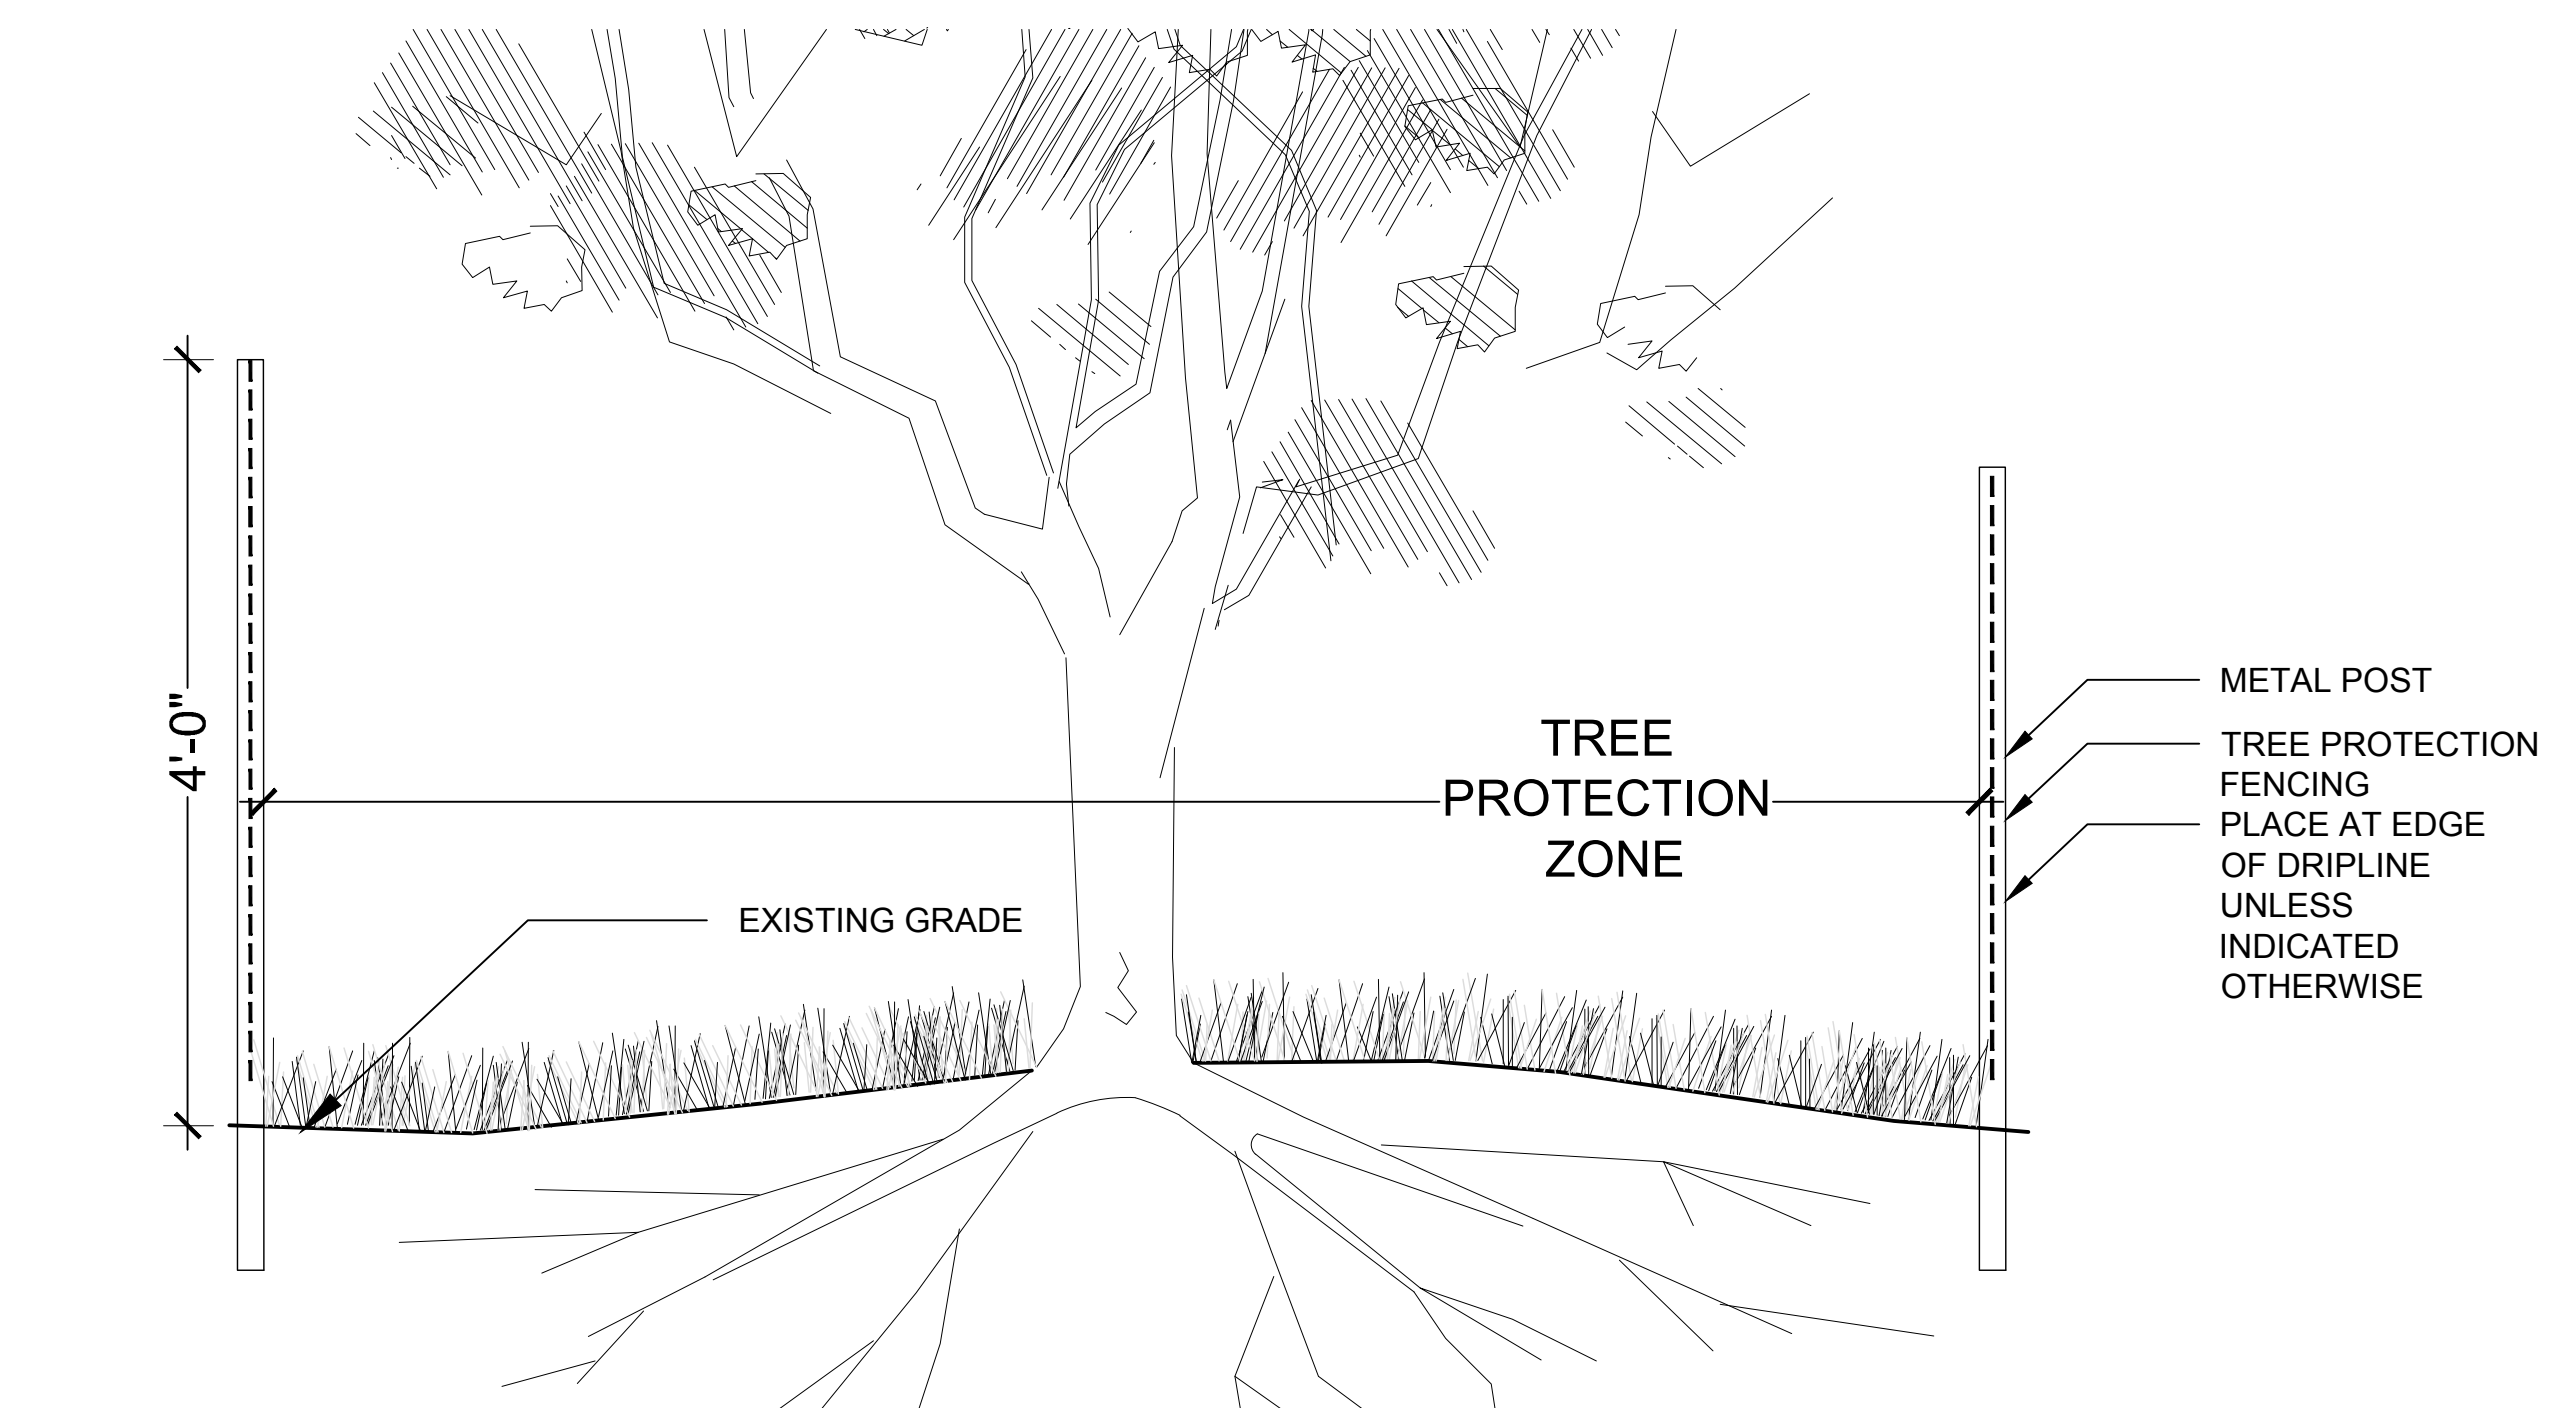 4'-0"
EXISTING GRADE
TREE
PROTECTION
ZONE
METAL POST
TREE PROTECTION
FENCING
PLACE AT EDGE
OF DRIPLINE
UNLESS
INDICATED
OTHERWISE